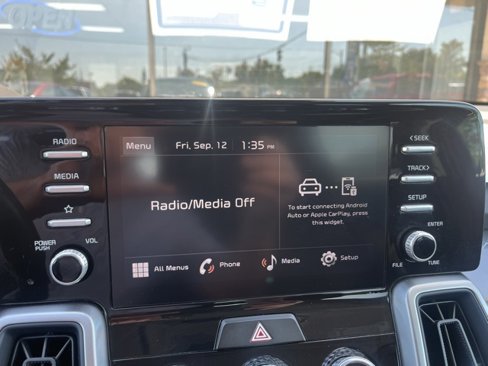 OPEN
Menu Fri, Sep. 12 1:35 PM
RADIO
MEDIA
POWER PUSH VOL
Radio/Media Off
To start connecting Android
Auto or Apple CarPlay, press
this widget.
All Menus Phone Media Setup
< SEEK
TRACK >
SETUP
ENTER
FILE TUNE